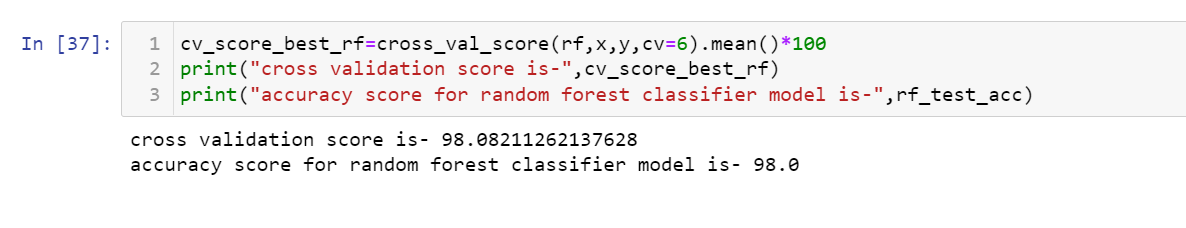 In [37]:
1 cv_score_best_rf=cross_val_score(rf,x,y,cv=6).mean()*100
2 print("cross validation score is-",cv_score_best_rf)
3 print("accuracy score for random forest classifier model is-",rf_test_acc)
cross validation score is- 98.08211262137628
accuracy score for random forest classifier model is- 98.0